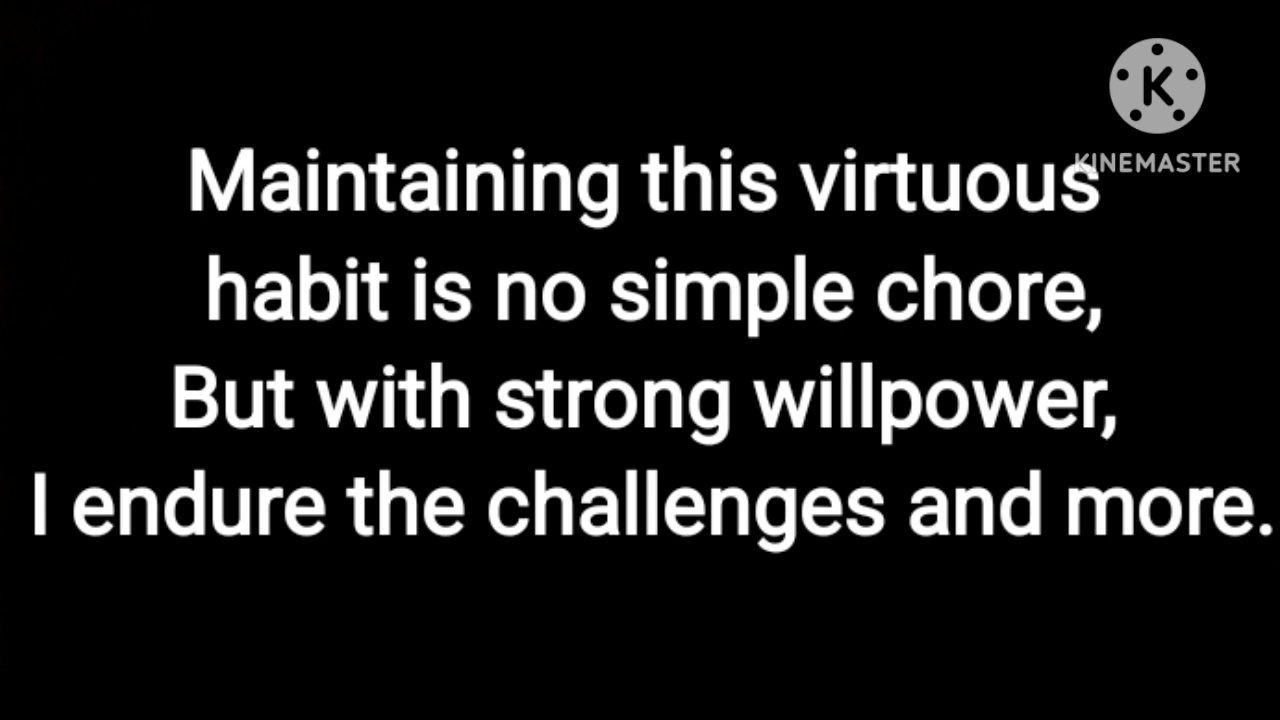 K
KINEMASTER
Maintaining this virtuous
habit is no simple chore,
But with strong willpower,
I endure the challenges and more.